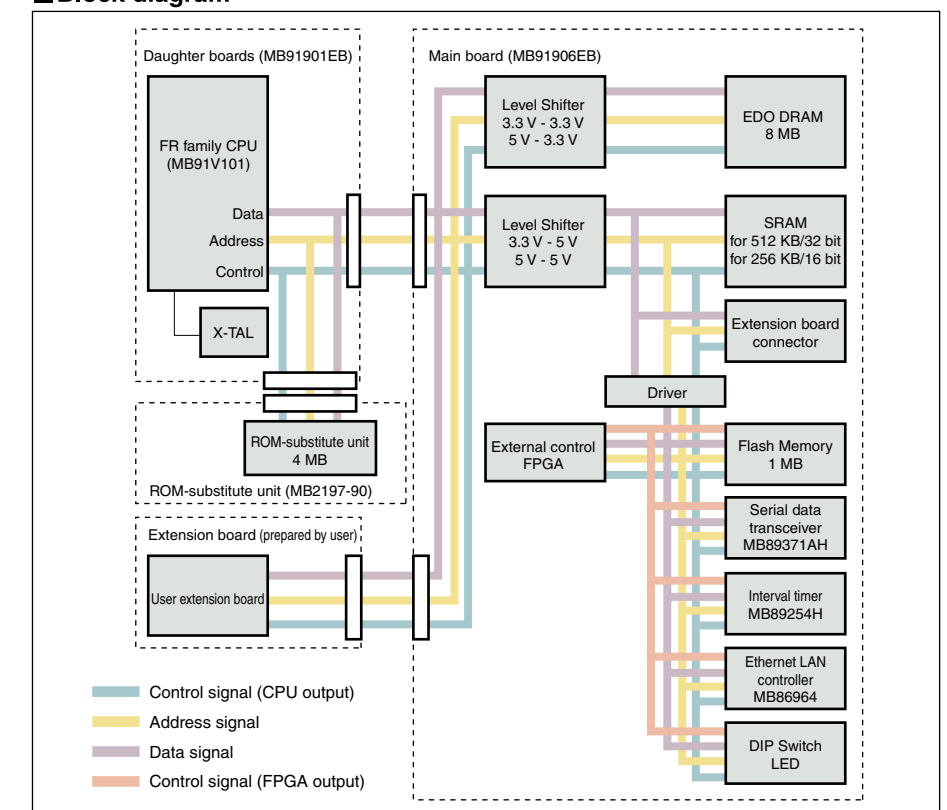 ■Block diagram
Daughter boards (MB91901EB)
FR family CPU
(MB91V101)
Data
Address
Control
X-TAL
ROM-substitute unit
4 MB
ROM-substitute unit (MB2197-90)
Extension board (prepared by user)
User extension board
Main board (MB91906EB)
Level Shifter
3.3 V - 3.3 V
5 V - 3.3 V
EDO DRAM
8 MB
Level Shifter
3.3 V - 5 V
5 V - 5 V
SRAM
for 512 KB/32 bit
for 256 KB/16 bit
Extension board
connector
Driver
External control
FPGA
Flash Memory
1 MB
Serial data
transceiver
MB89371AH
Interval timer
MB89254H
Ethernet LAN
controller
MB86964
DIP Switch
LED
Control signal (CPU output)
Address signal
Data signal
Control signal (FPGA output)